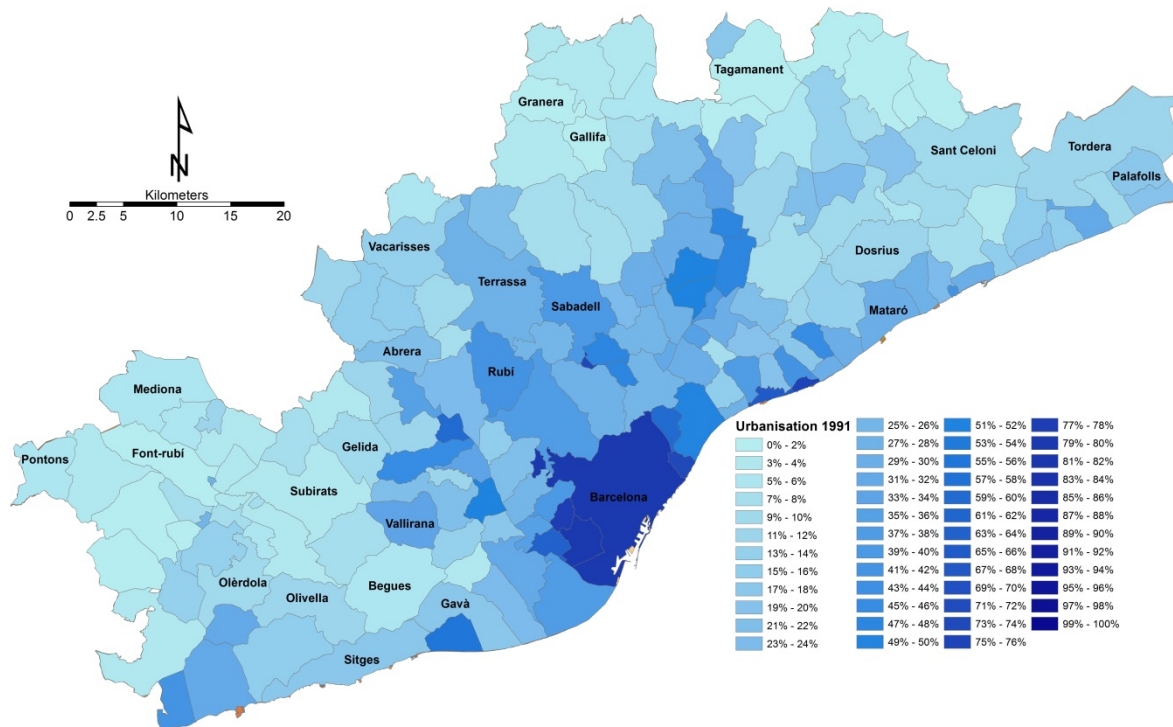 Tagamanent
Granera
Gallifa
Sant Celoni
Tordera
Palafolls
N
Kilometers
0 2.5 5 10 15 20
Vacarisses
Dosrius
Terrassa
Sabadell
Mataró
Abrera
Rubí
Mediona
Gelida
Font-rubí
Pontons
Subirats
Barcelona
Vallirana
Olèrdola
Begues
Olivella
Gavà
Sitges
Urbanisation 1991
0% - 2%
3% - 4%
5% - 6%
7% - 8%
9% - 10%
11% - 12%
13% - 14%
15% - 16%
17% - 18%
19% - 20%
21% - 22%
23% - 24%
25% - 26%
27% - 28%
29% - 30%
31% - 32%
33% - 34%
35% - 36%
37% - 38%
39% - 40%
41% - 42%
43% - 44%
45% - 46%
47% - 48%
49% - 50%
51% - 52%
53% - 54%
55% - 56%
57% - 58%
59% - 60%
61% - 62%
63% - 64%
65% - 66%
67% - 68%
69% - 70%
71% - 72%
73% - 74%
75% - 76%
77% - 78%
79% - 80%
81% - 82%
83% - 84%
85% - 86%
87% - 88%
89% - 90%
91% - 92%
93% - 94%
95% - 96%
97% - 98%
99% - 100%